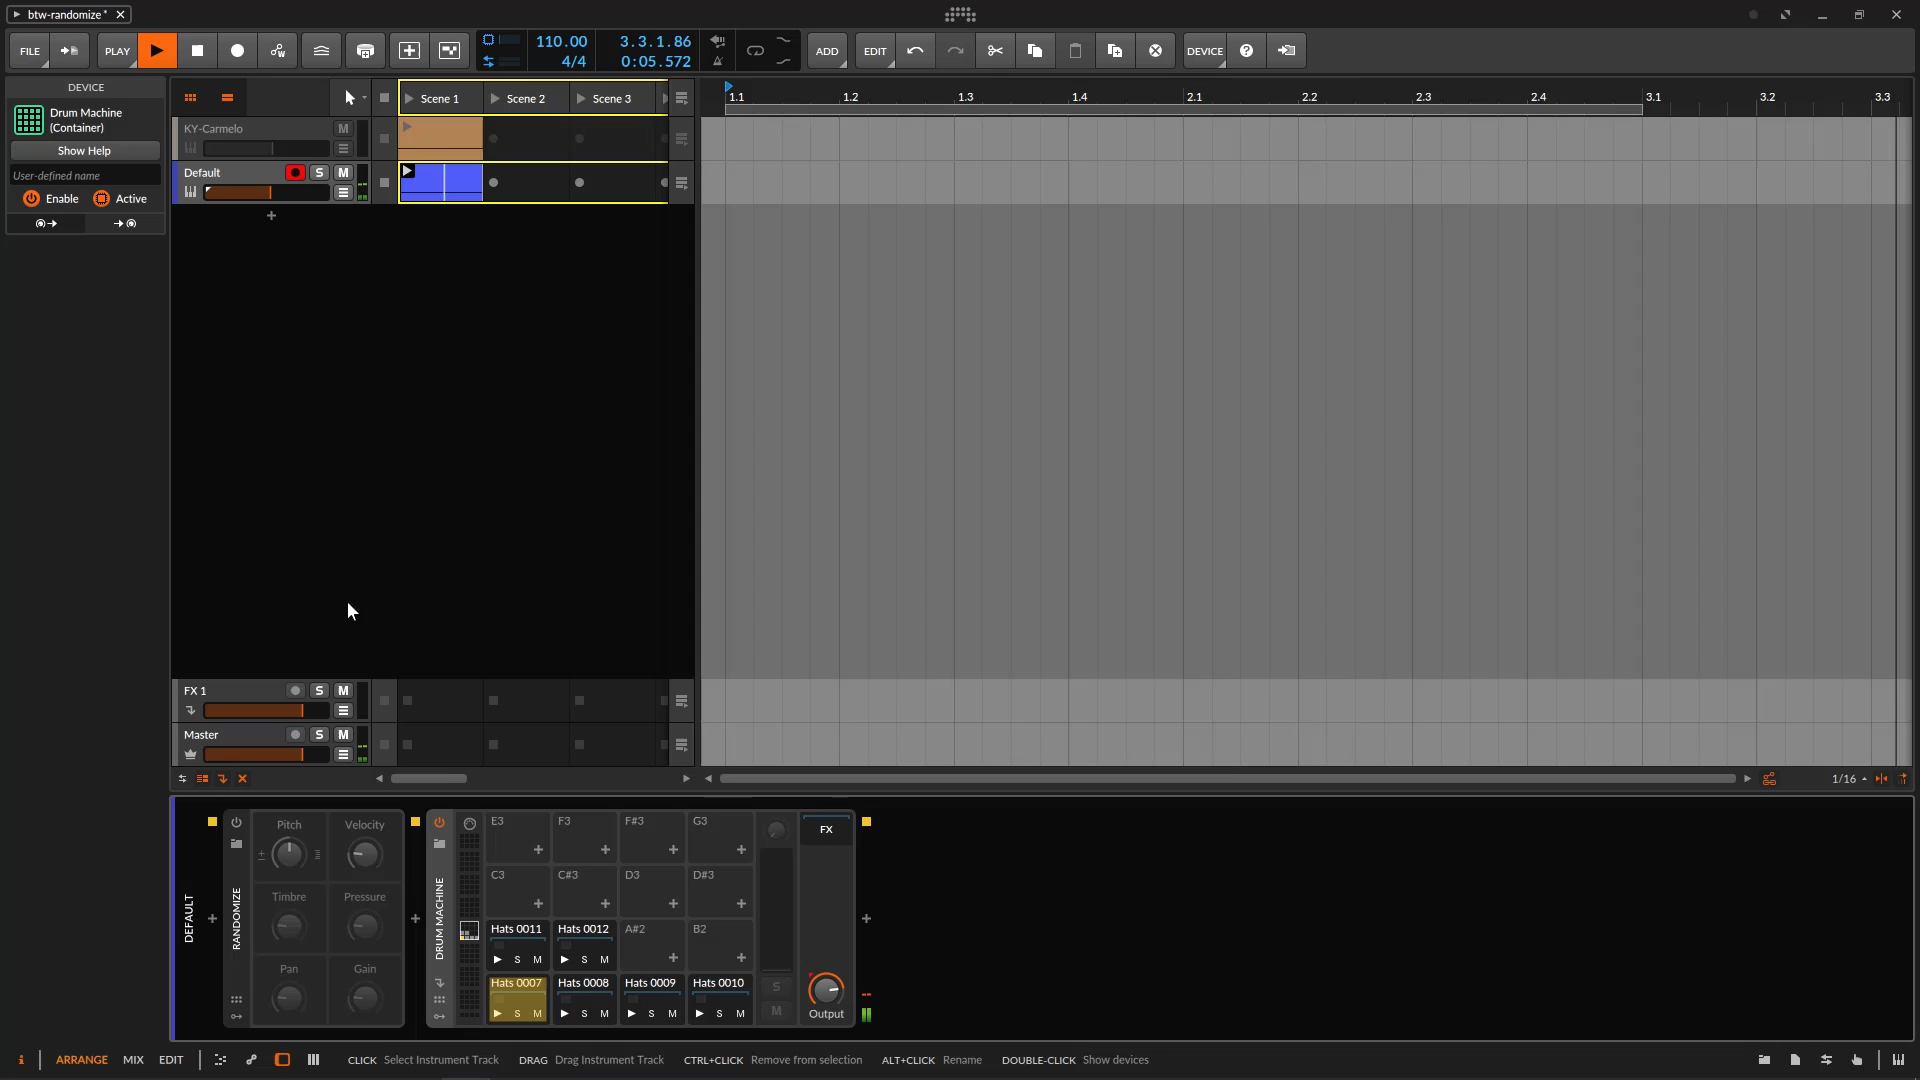 btw-randomize*
FILE
PLAY
110.00
4/4
3.3.1.86
0:05.572
ADD
EDIT
DEVICE
DEVICE
Drum Machine
(Container)
Show Help
User-defined name
Enable
Active
Scene 1
Scene 2
Scene 3
1.1
1.2
1.3
1.4
2.1
2.2
2.3
2.4
3.1
3.2
3.3
KY-Carmelo
M
Default
S
M
FX 1
S
M
Master
S
M
1/16
DEFAULT
RANDOMIZE
Pitch
Velocity
Timbre
Pressure
Pan
Gain
DRUM MACHINE
E3
F3
F#3
G3
C3
C#3
D3
D#3
Hats 0011
Hats 0012
A#2
B2
S M
S M
Hats 0007
Hats 0008
Hats 0009
Hats 0010
S M
S M
S M
S M
S
M
FX
Output
i
ARRANGE
MIX
EDIT
CLICK Select Instrument Track
DRAG Drag Instrument Track
CTRL+CLICK Remove from selection
ALT+CLICK Rename
DOUBLE-CLICK Show devices